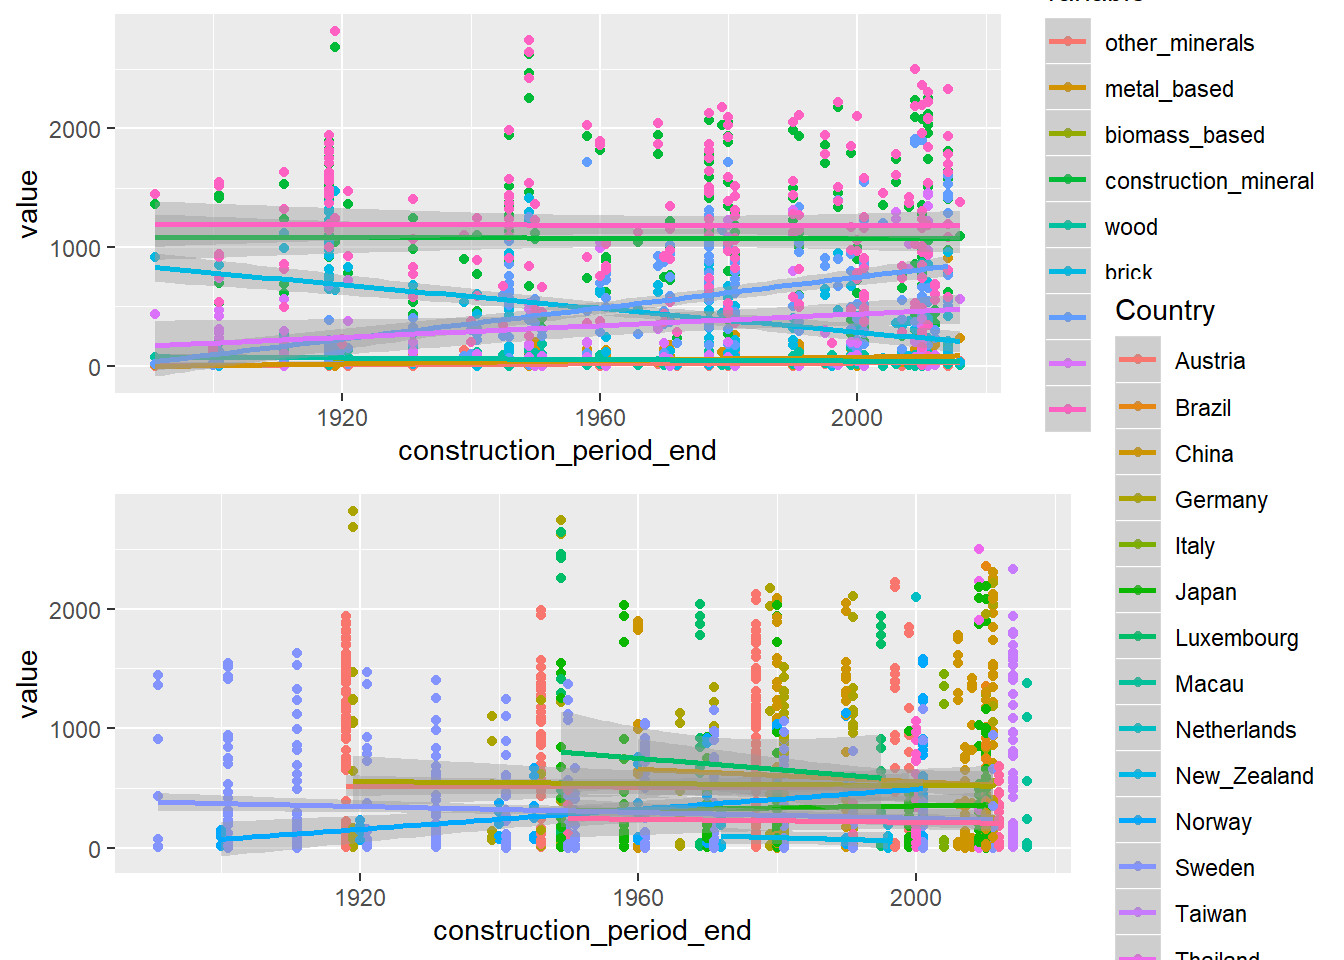 2000
1000
0
value
1920
1960
2000
construction_period_end
other_minerals
metal_based
biomass_based
construction_mineral
wood
brick
2000
1000
0
value
1920
1960
2000
construction_period_end
Country
Austria
Brazil
China
Germany
Italy
Japan
Luxembourg
Macau
Netherlands
New_Zealand
Norway
Sweden
Taiwan
Thailand